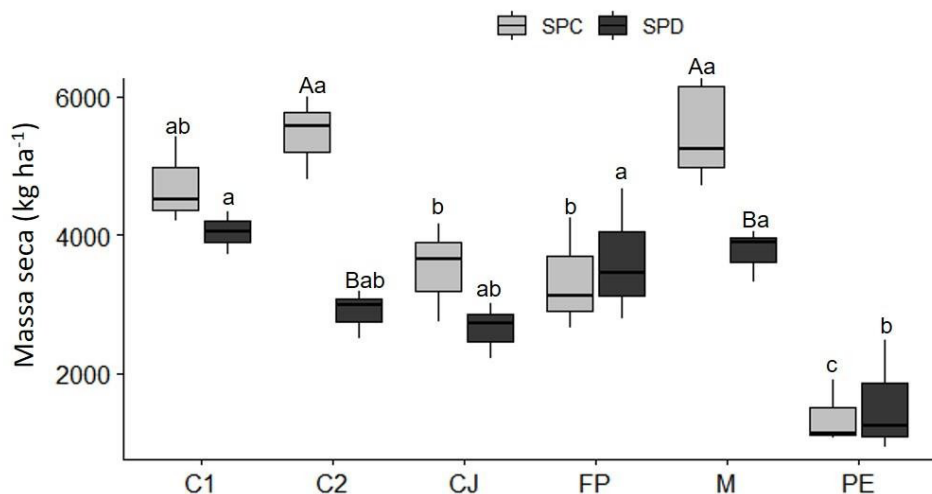 SPC SPD
Massa seca (kg ha⁻¹)
6000
4000
2000
ab
a
Aa
Bab
b
ab
b
a
Aa
Ba
c
b
C1 C2 CJ FP M PE